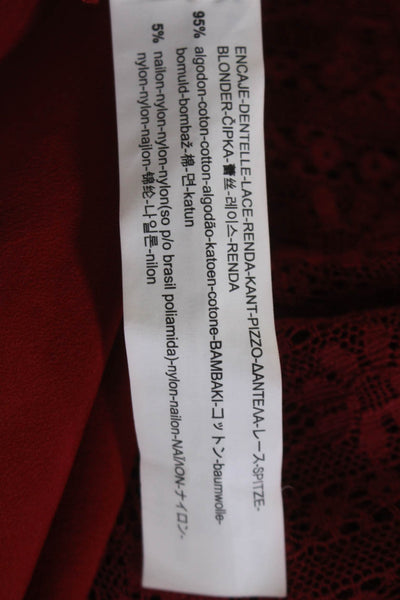 ENCAJE-DENTELLE-LACE-RENDA-KANT-PIZZO-ΔΑΝΤΕΛΑ-レース-SPITZE-
BLONDER-ČIPKA-蕾丝-레이스-RENDA
95% algodon-coton-cotton-algodão-katoen-cotone-BAMBAKI-コットン-baumwolle-
bomuld-bombaž-棉-면-katun
5% nailon-nylon-nylon-nylon(so p/o brasil poliamida)-nylon-nailon-ΝΑΪΛΟΝ-ナイロン-
nylon-nylon-najlon-锦纶-나일론-nilon